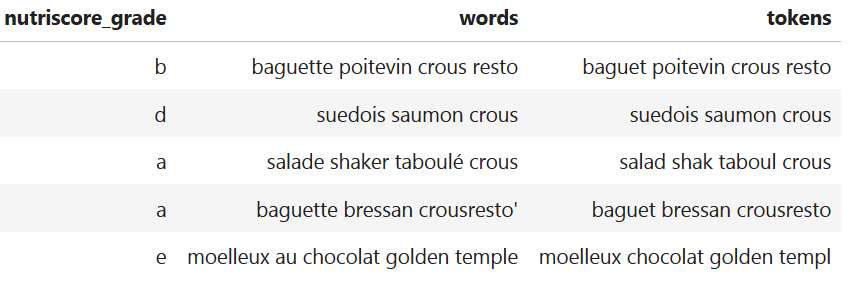 nutriscore_grade words tokens
b baguette poitevin crous resto baguet poitevin crous resto
d suedois saumon crous suedois saumon crous
a salade shaker taboulé crous salad shak taboul crous
a baguette bressan crousresto' baguet bressan crousresto
e moelleux au chocolat golden temple moelleux chocolat golden templ